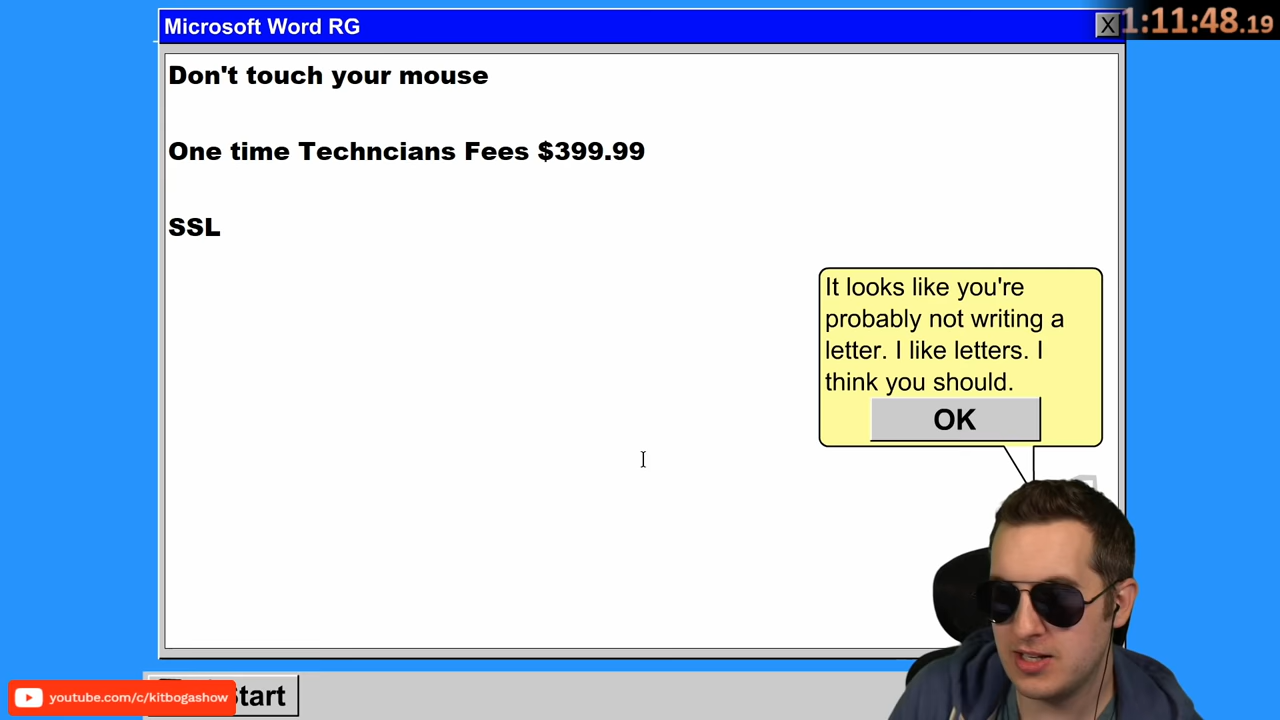 Microsoft Word RG
X
1:11:48.19
Don't touch your mouse
One time Techncians Fees $399.99
SSL
It looks like you're
probably not writing a
letter. I like letters. I
think you should.
OK
youtube.com/c/kitbogashow
Start